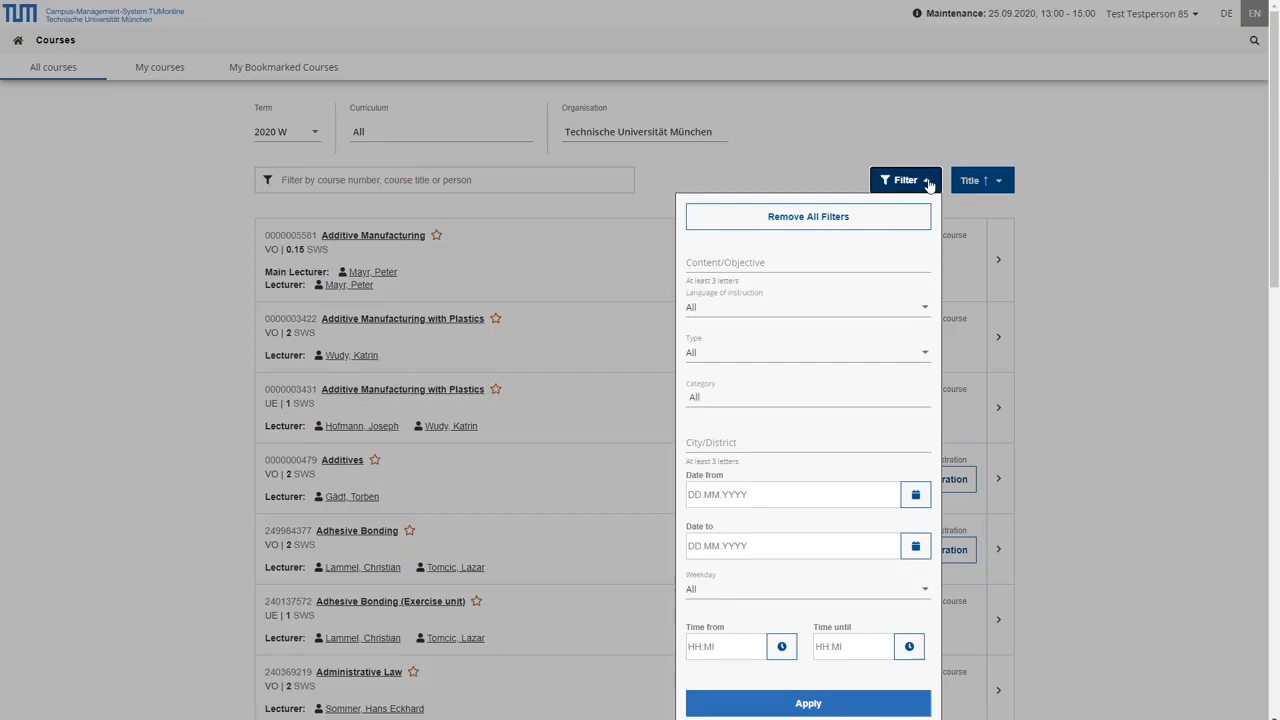 TUM
Campus-Management-System TUMonline
Technische Universität München
Maintenance: 25.09.2020, 13:00 - 15:00
Test Testperson 85
DE
EN
Courses
All courses
My courses
My Bookmarked Courses
Term
Curriculum
Organisation
2020 W
All
Technische Universität München
Filter by course number, course title or person
Filter
Title ↑
0000005581 Additive Manufacturing
VO | 0.15 SWS
Main Lecturer: Mayr, Peter
Lecturer: Mayr, Peter
course
0000003422 Additive Manufacturing with Plastics
VO | 2 SWS
Lecturer: Wudy, Katrin
course
0000003431 Additive Manufacturing with Plastics
UE | 1 SWS
Lecturer: Hofmann, Joseph Wudy, Katrin
course
0000000479 Additives
VO | 2 SWS
Lecturer: Gädt, Torben
stration
ration
249984377 Adhesive Bonding
VO | 2 SWS
Lecturer: Lammel, Christian Tomcic, Lazar
stration
ration
240137572 Adhesive Bonding (Exercise unit)
UE | 1 SWS
Lecturer: Lammel, Christian Tomcic, Lazar
course
240369219 Administrative Law
VO | 2 SWS
Lecturer: Sommer, Hans Eckhard
course
Remove All Filters
Content/Objective
At least 3 letters
Language of instruction
All
Type
All
Category
All
City/District
At least 3 letters
Date from
DD.MM.YYYY
Date to
DD.MM.YYYY
Weekday
All
Time from
Time until
HH:MI
HH:MI
Apply